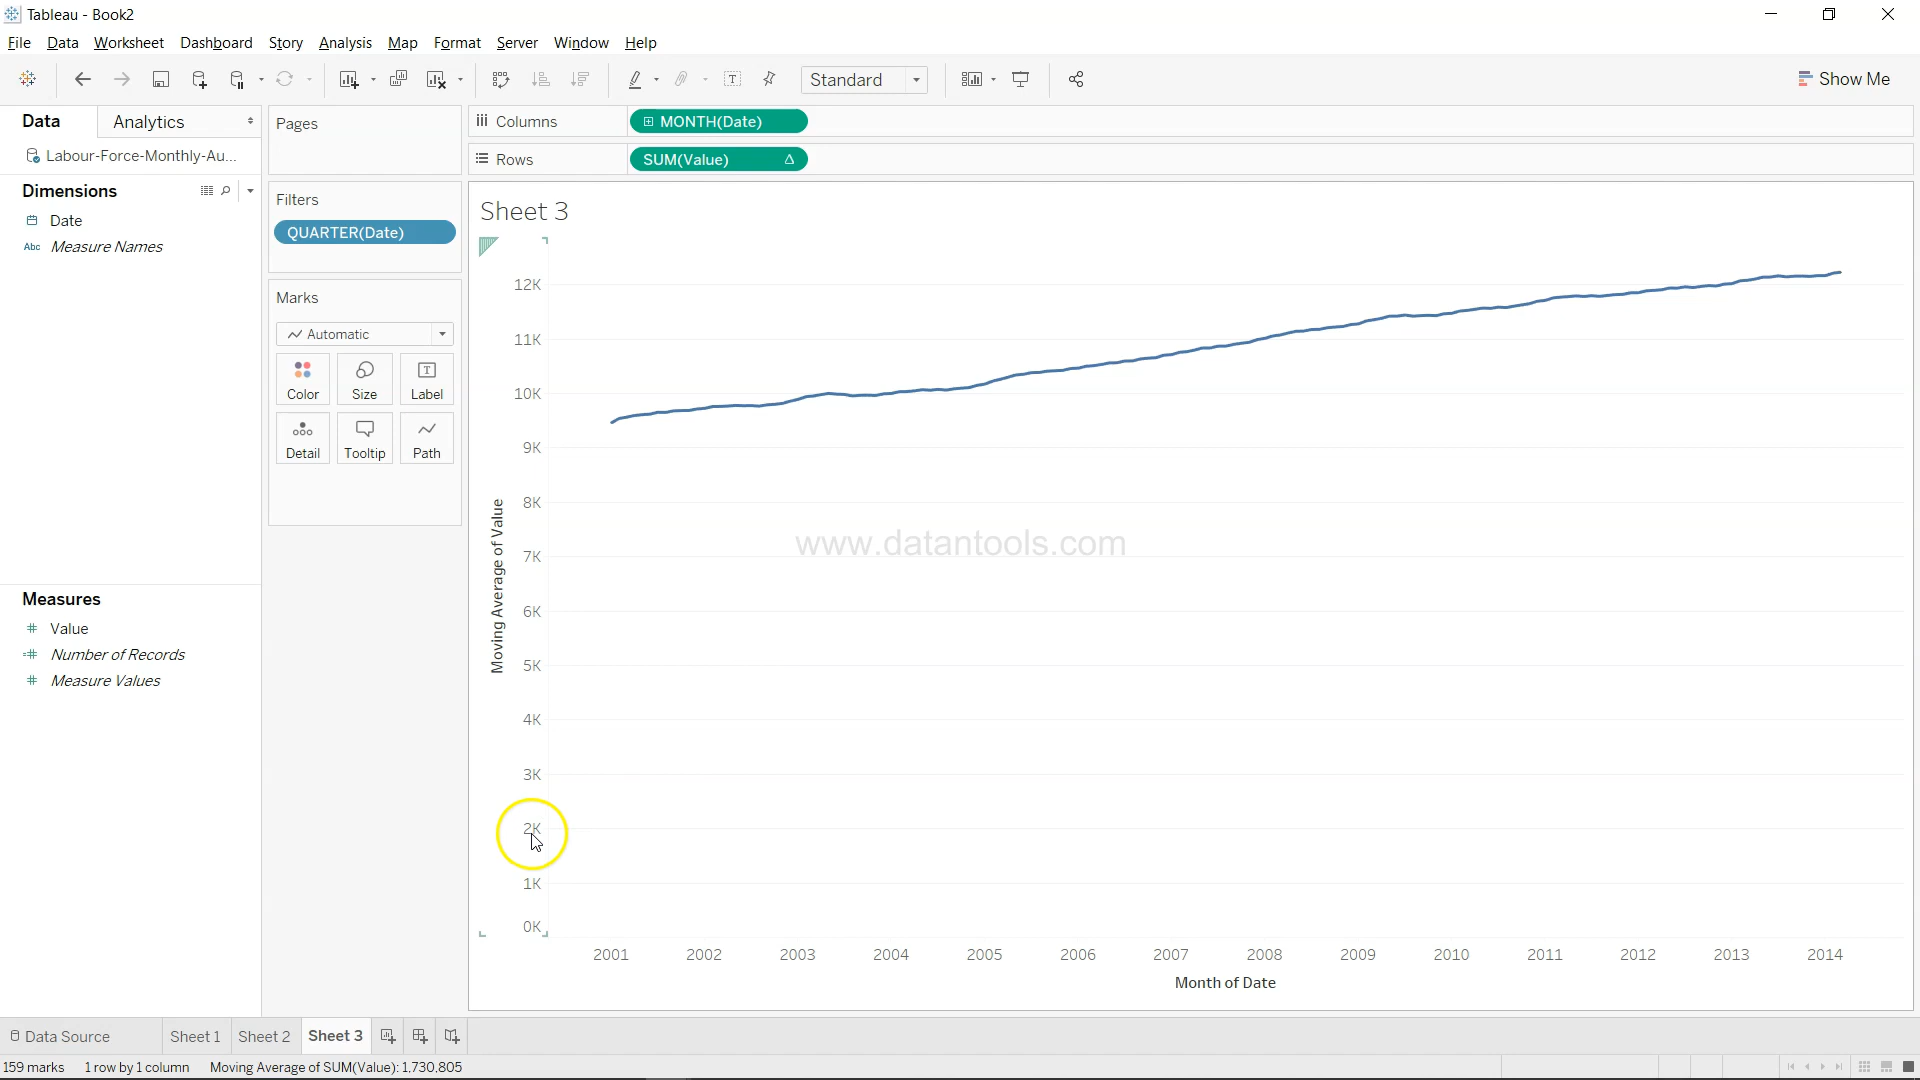 Tableau - Book2
File Data Worksheet Dashboard Story Analysis Map Format Server Window Help
Standard
Show Me
Data Analytics
Labour-Force-Monthly-Au...
Dimensions
Date
Abc Measure Names
Measures
Value
Number of Records
Measure Values
Pages
Filters
QUARTER(Date)
Marks
Automatic
Color Size Label
Detail Tooltip Path
Columns MONTH(Date)
Rows SUM(Value) Δ
Sheet 3
12K
11K
10K
9K
8K
7K
6K
5K
4K
3K
2K
1K
0K
Moving Average of Value
www.datantools.com
2001 2002 2003 2004 2005 2006 2007 2008 2009 2010 2011 2012 2013 2014
Month of Date
Data Source Sheet 1 Sheet 2 Sheet 3
159 marks 1 row by 1 column Moving Average of SUM(Value): 1,730,805